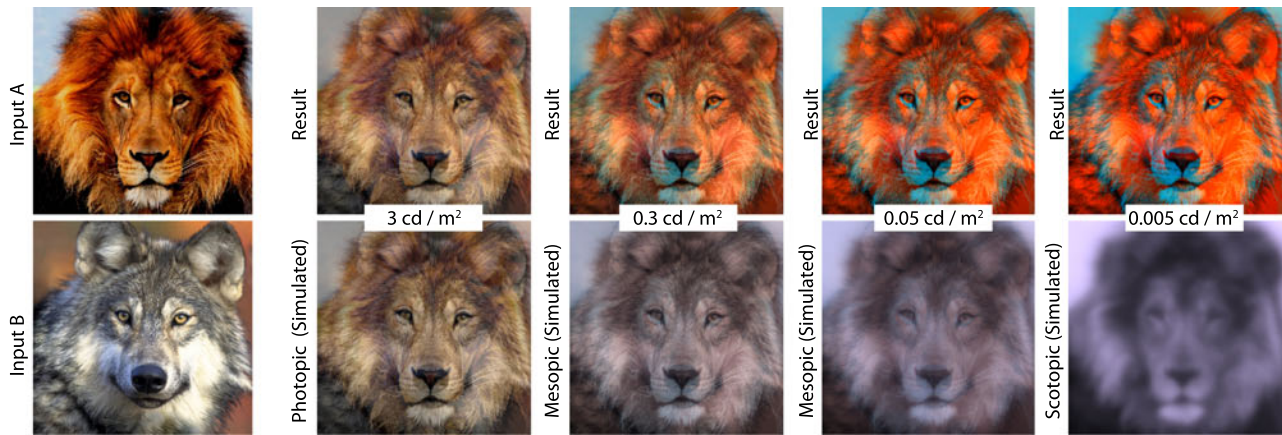 Input A
Result
Result
Result
Result
3 cd / m²
0.3 cd / m²
0.05 cd / m²
0.005 cd / m²
Input B
Photopic (Simulated)
Mesopic (Simulated)
Mesopic (Simulated)
Scotopic (Simulated)